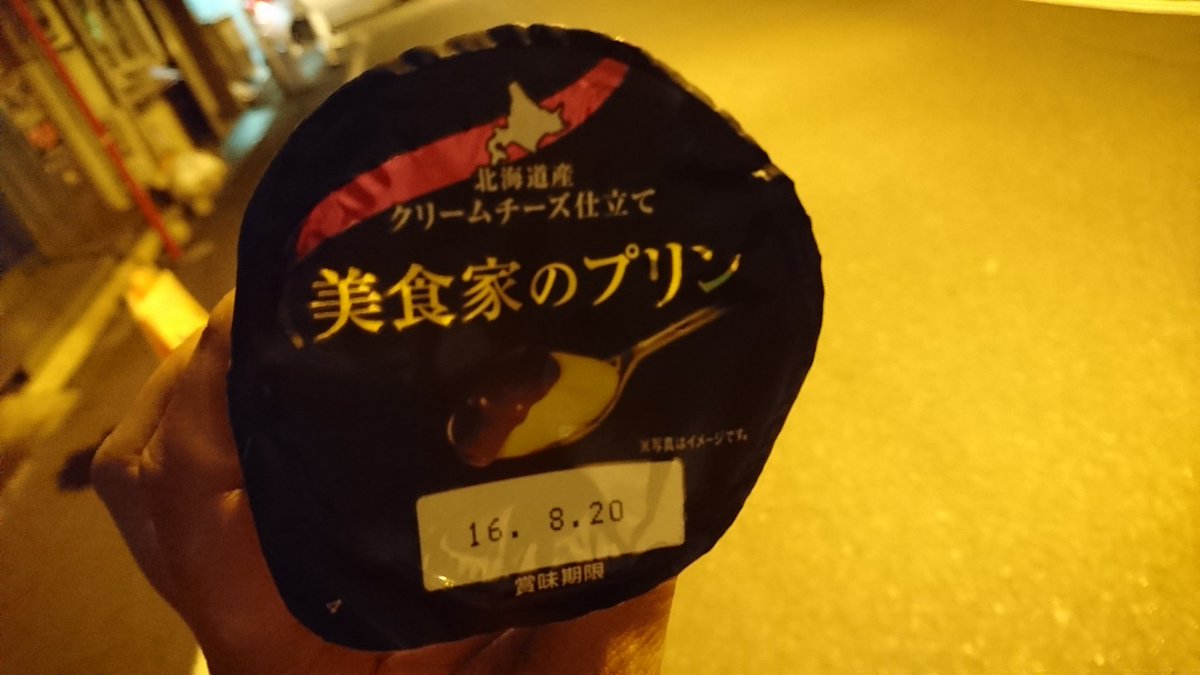 北海道産
クリームチーズ仕立て
美食家のプリン
※写真はイメージです。
16. 8.20
賞味期限
4